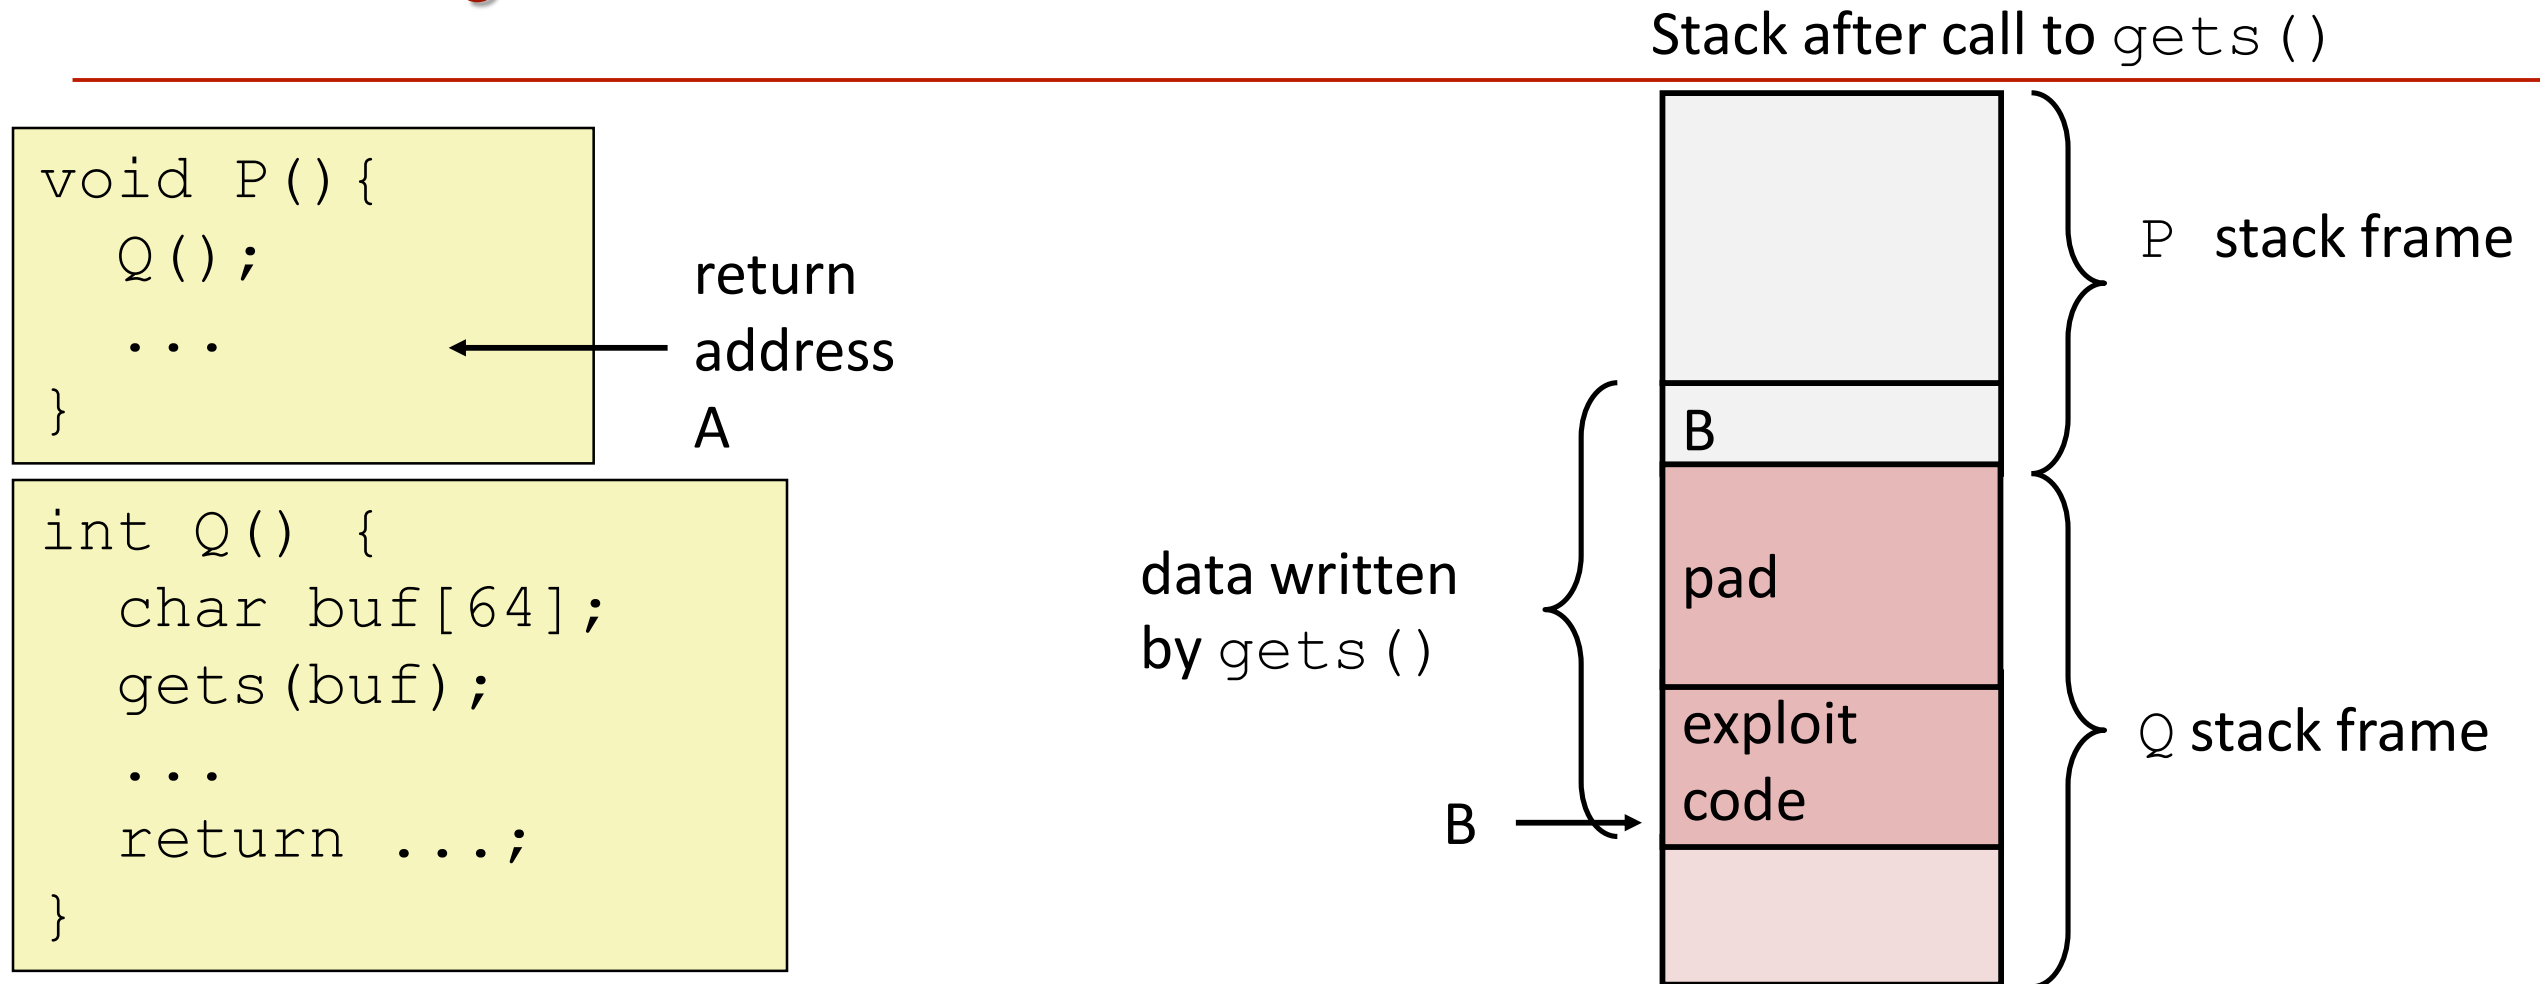 Stack after call to gets()
void P(){
Q();
...
}
return
address
A
int Q() {
char buf[64];
gets(buf);
...
return ...;
}
data written
by gets()
B
B
pad
exploit
code
P stack frame
Q stack frame